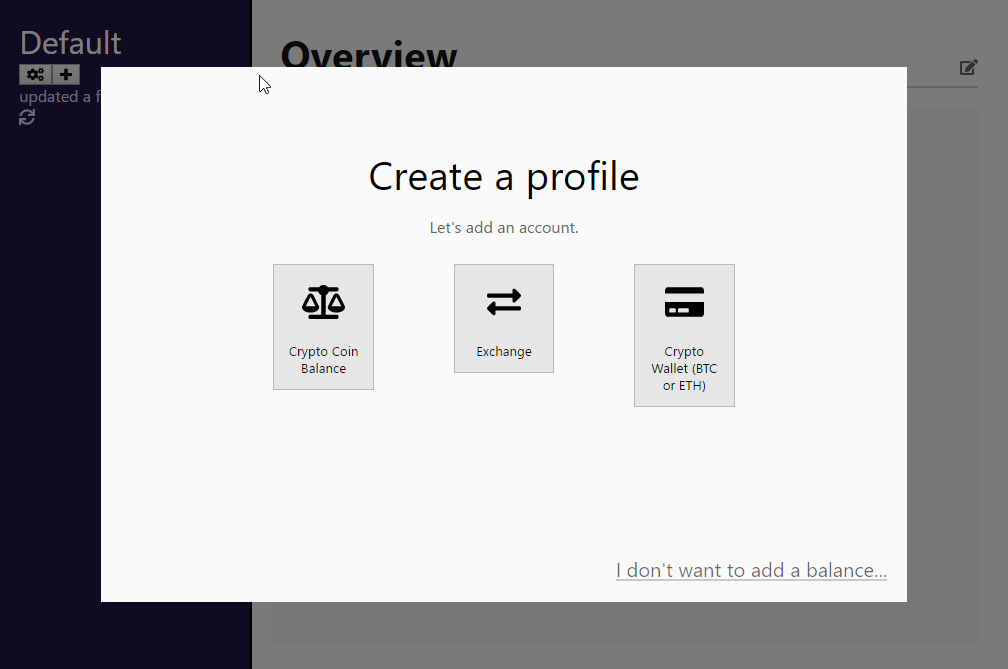 Default
Overview
updated a f
Create a profile
Let's add an account.
Crypto Coin
Balance
Exchange
Crypto
Wallet (BTC
or ETH)
I don't want to add a balance...